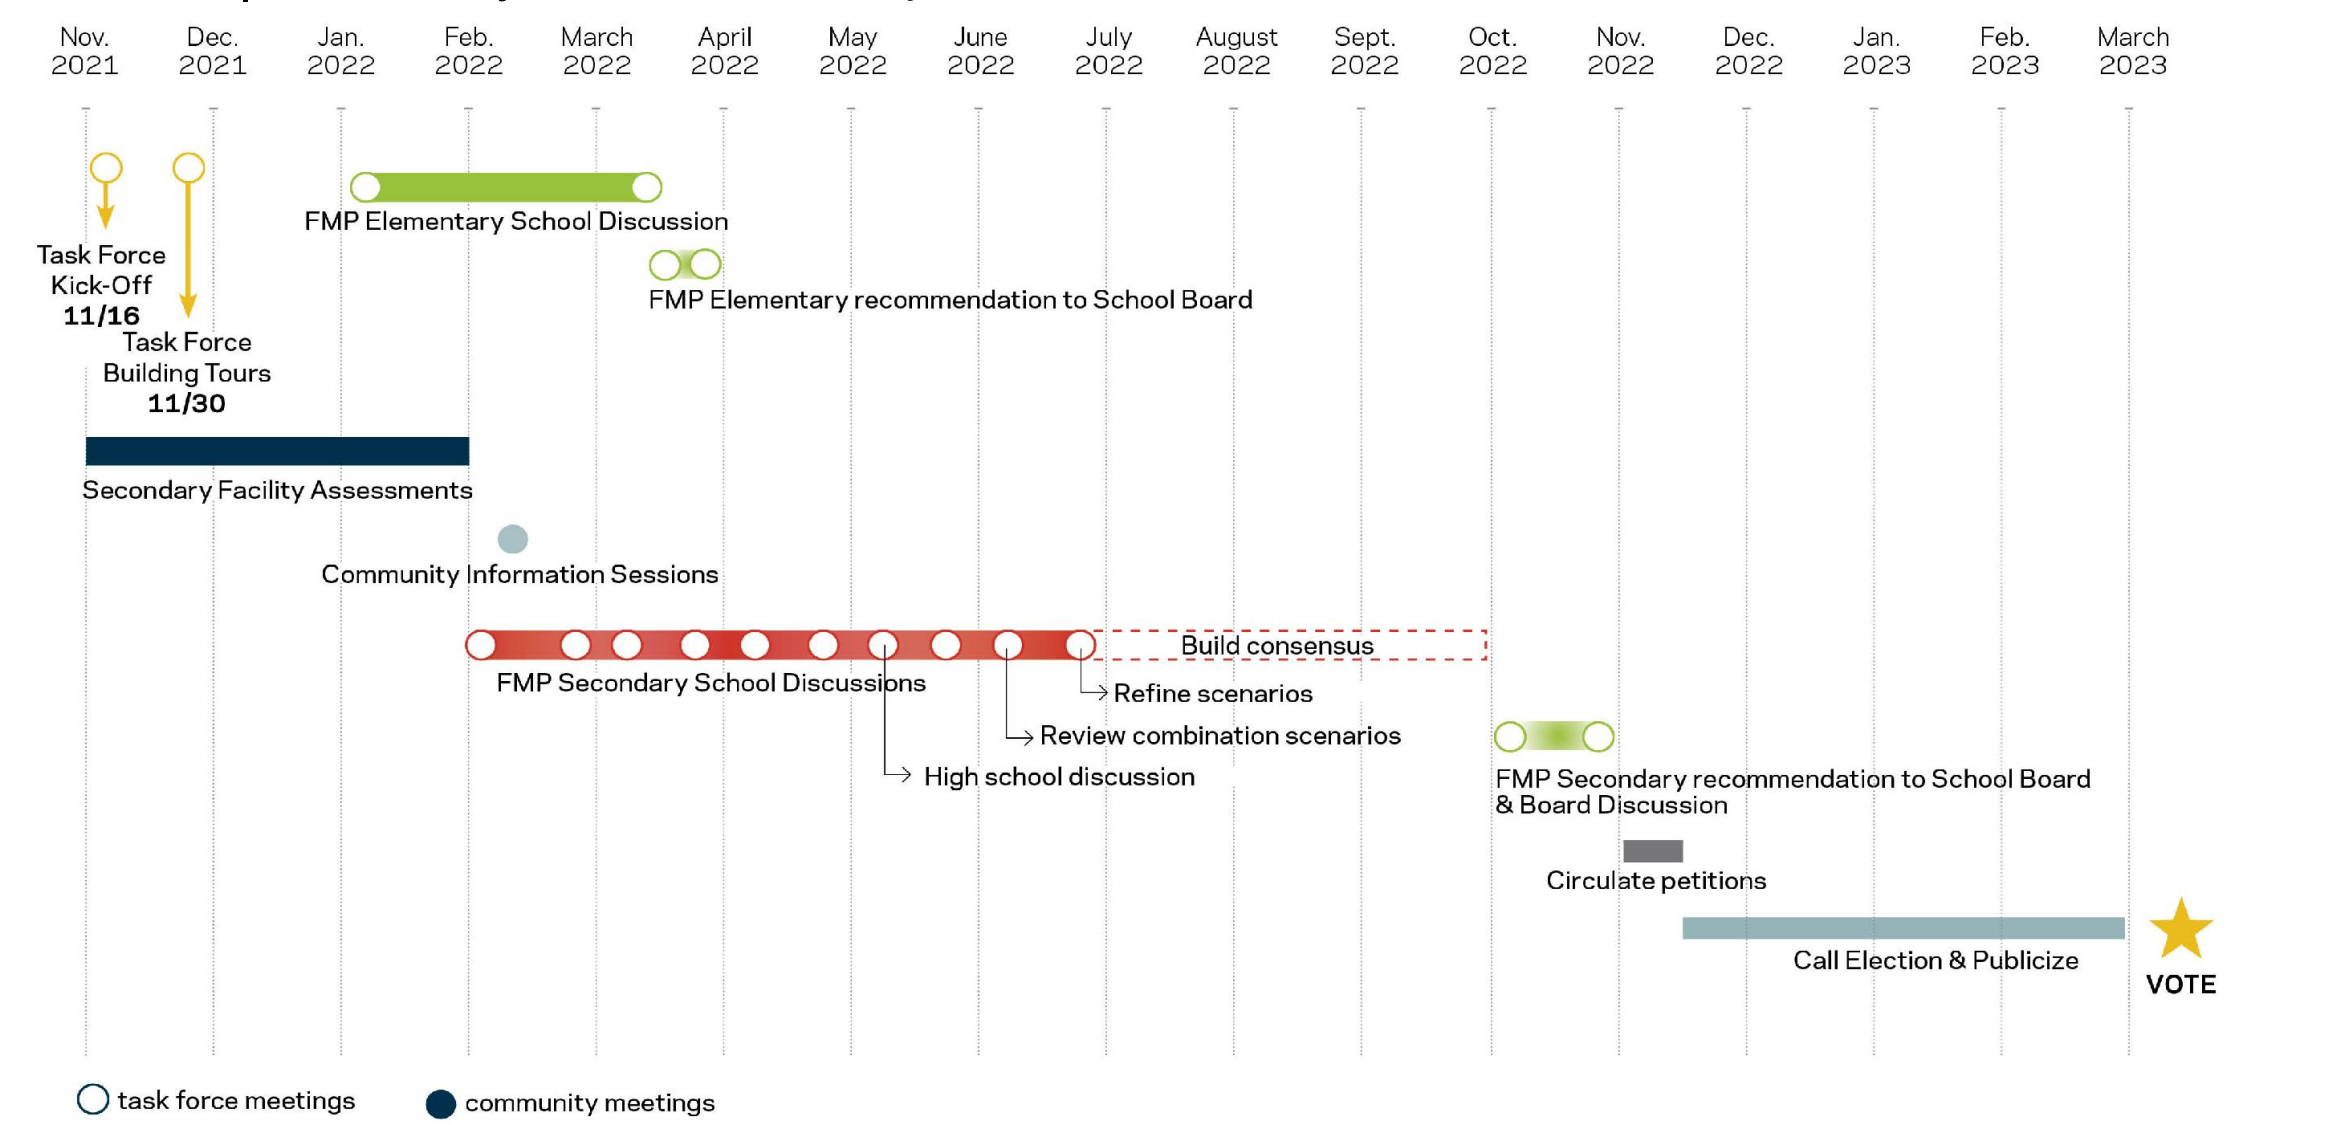 Nov. Dec. Jan. Feb. March April May June July August Sept. Oct. Nov. Dec. Jan. Feb. March
2021 2021 2022 2022 2022 2022 2022 2022 2022 2022 2022 2022 2022 2022 2023 2023 2023
FMP Elementary School Discussion
Task Force
Kick-Off
11/16
FMP Elementary recommendation to School Board
Task Force
Building Tours
11/30
Secondary Facility Assessments
Community Information Sessions
Build consensus
FMP Secondary School Discussions
Refine scenarios
Review combination scenarios
High school discussion
FMP Secondary recommendation to School Board
& Board Discussion
Circulate petitions
Call Election & Publicize
VOTE
task force meetings
community meetings